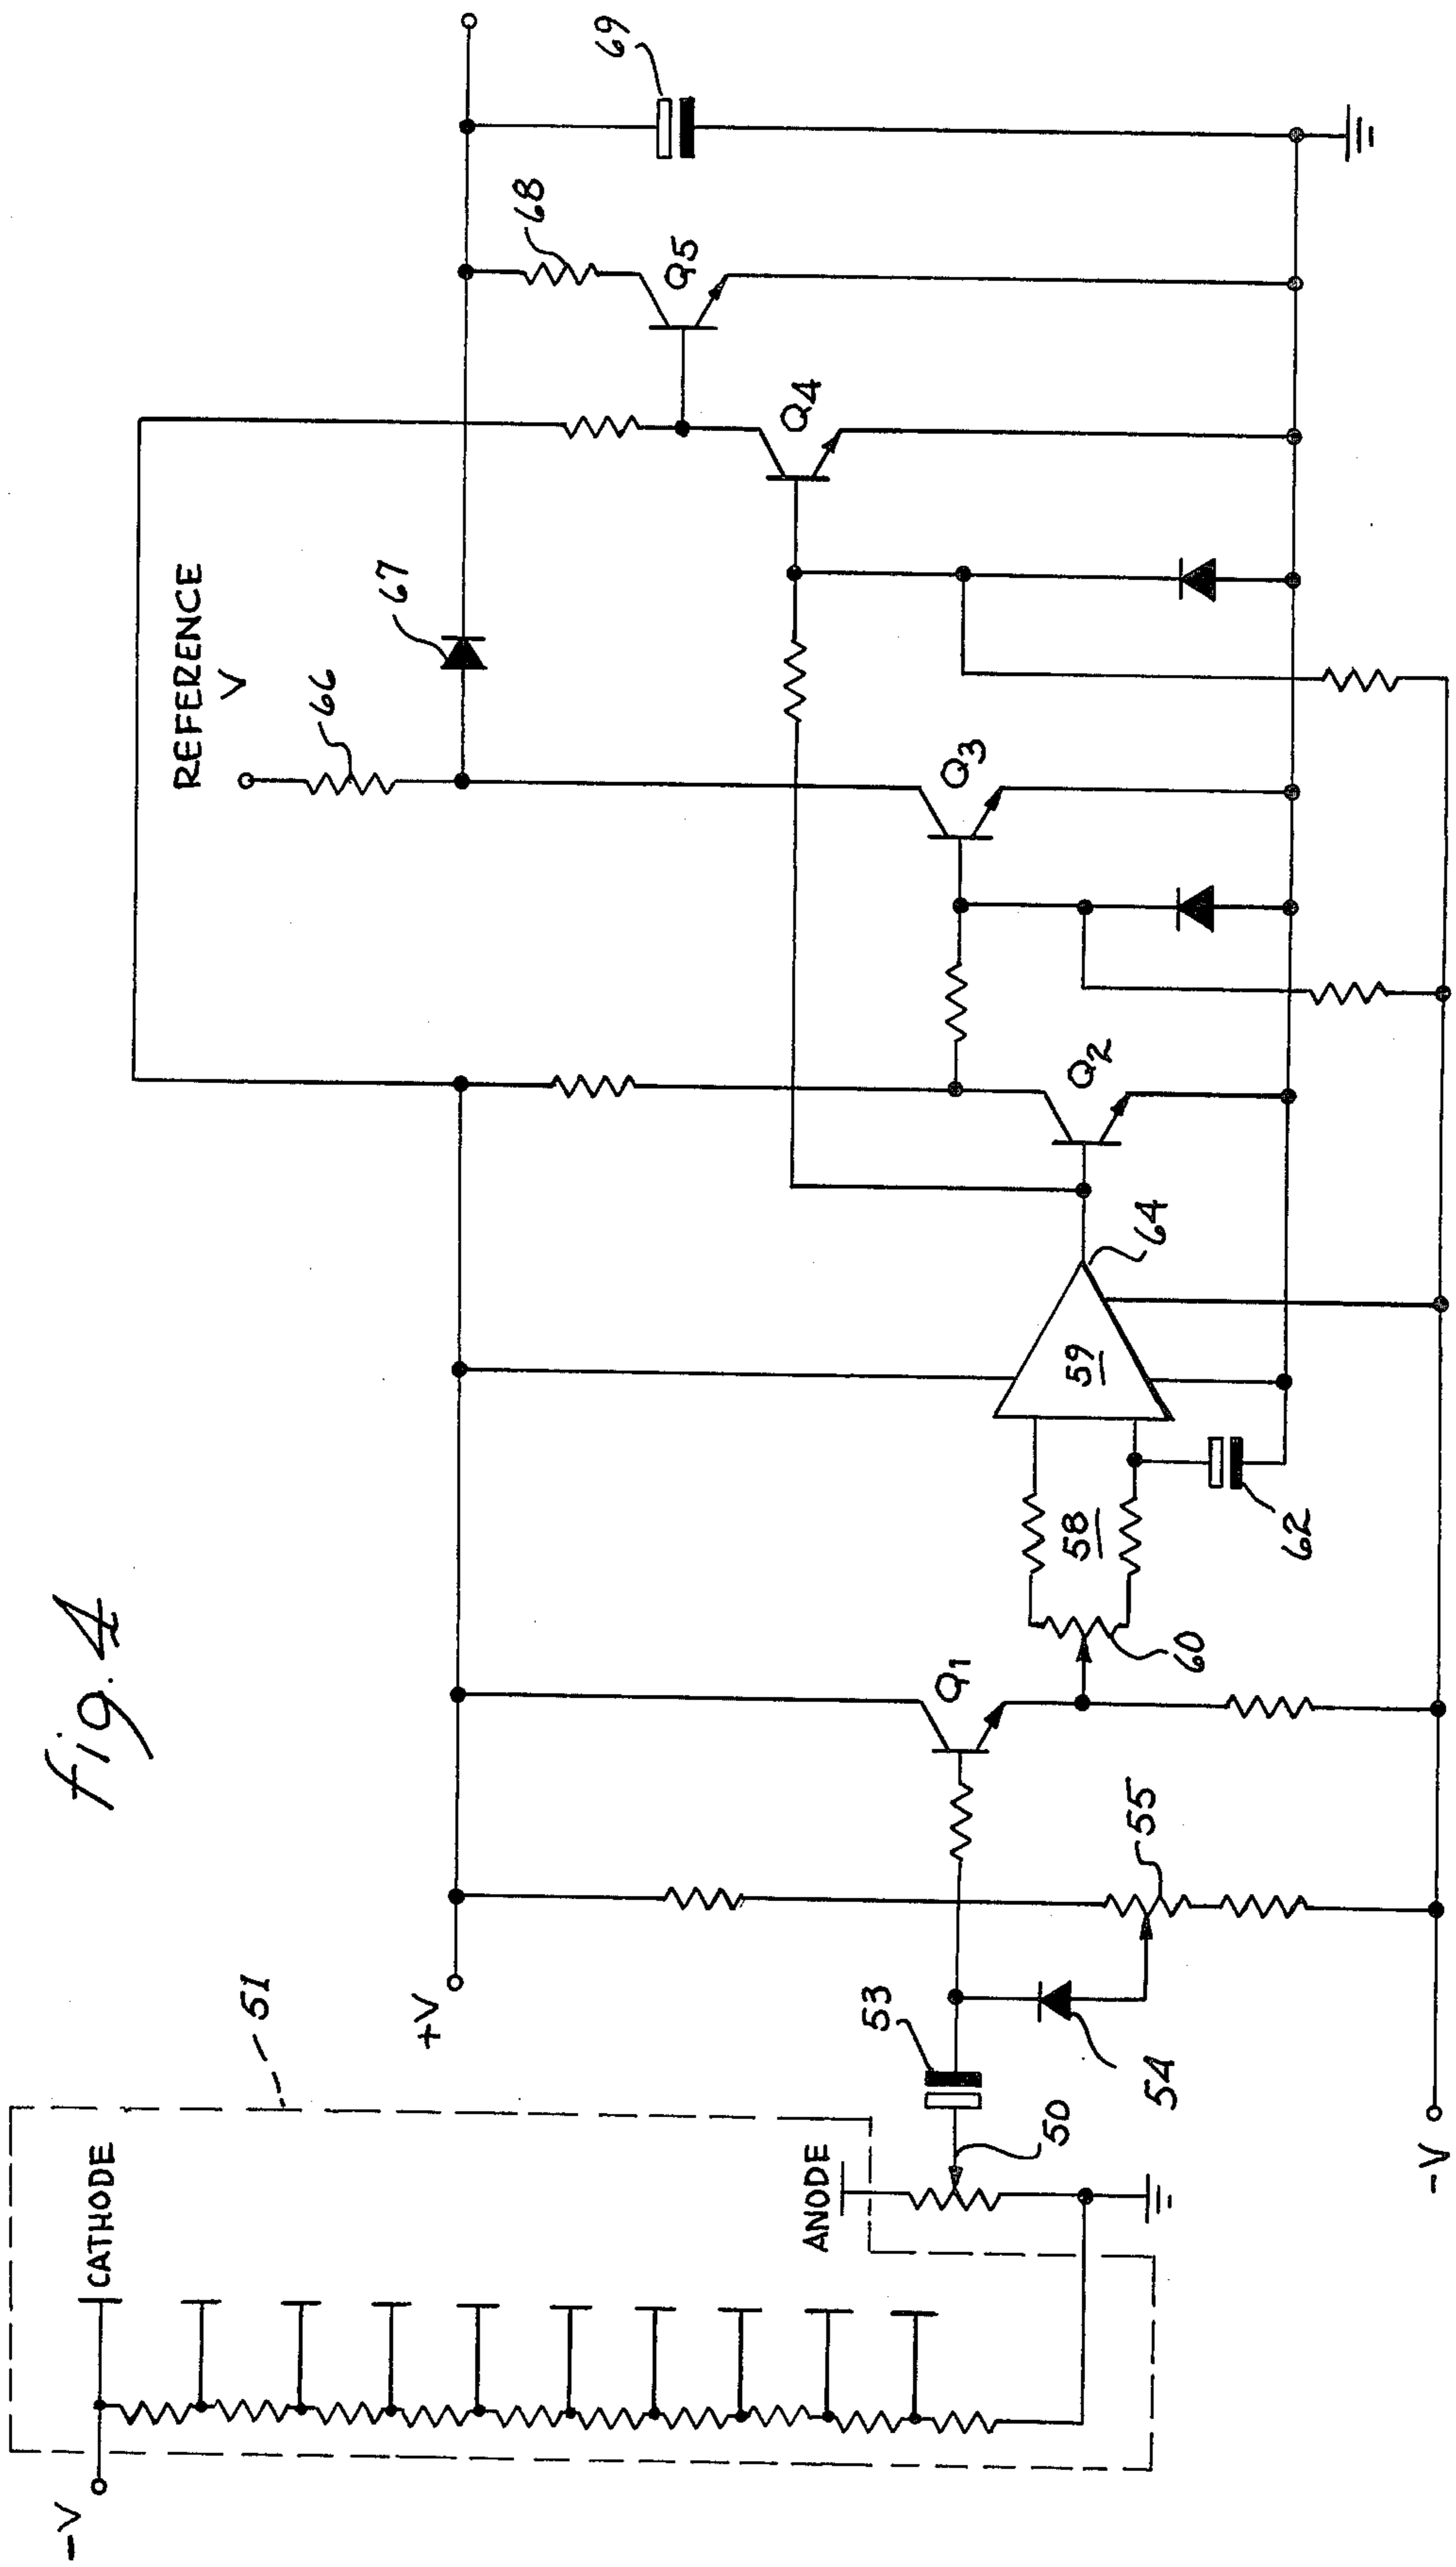 fig. 4
-V
CATHODE
51
ANODE
50
53
54
55
+V
-V
Q1
60
58
62
59
64
Q2
Q3
REFERENCE
V
66
67
Q4
Q5
68
69